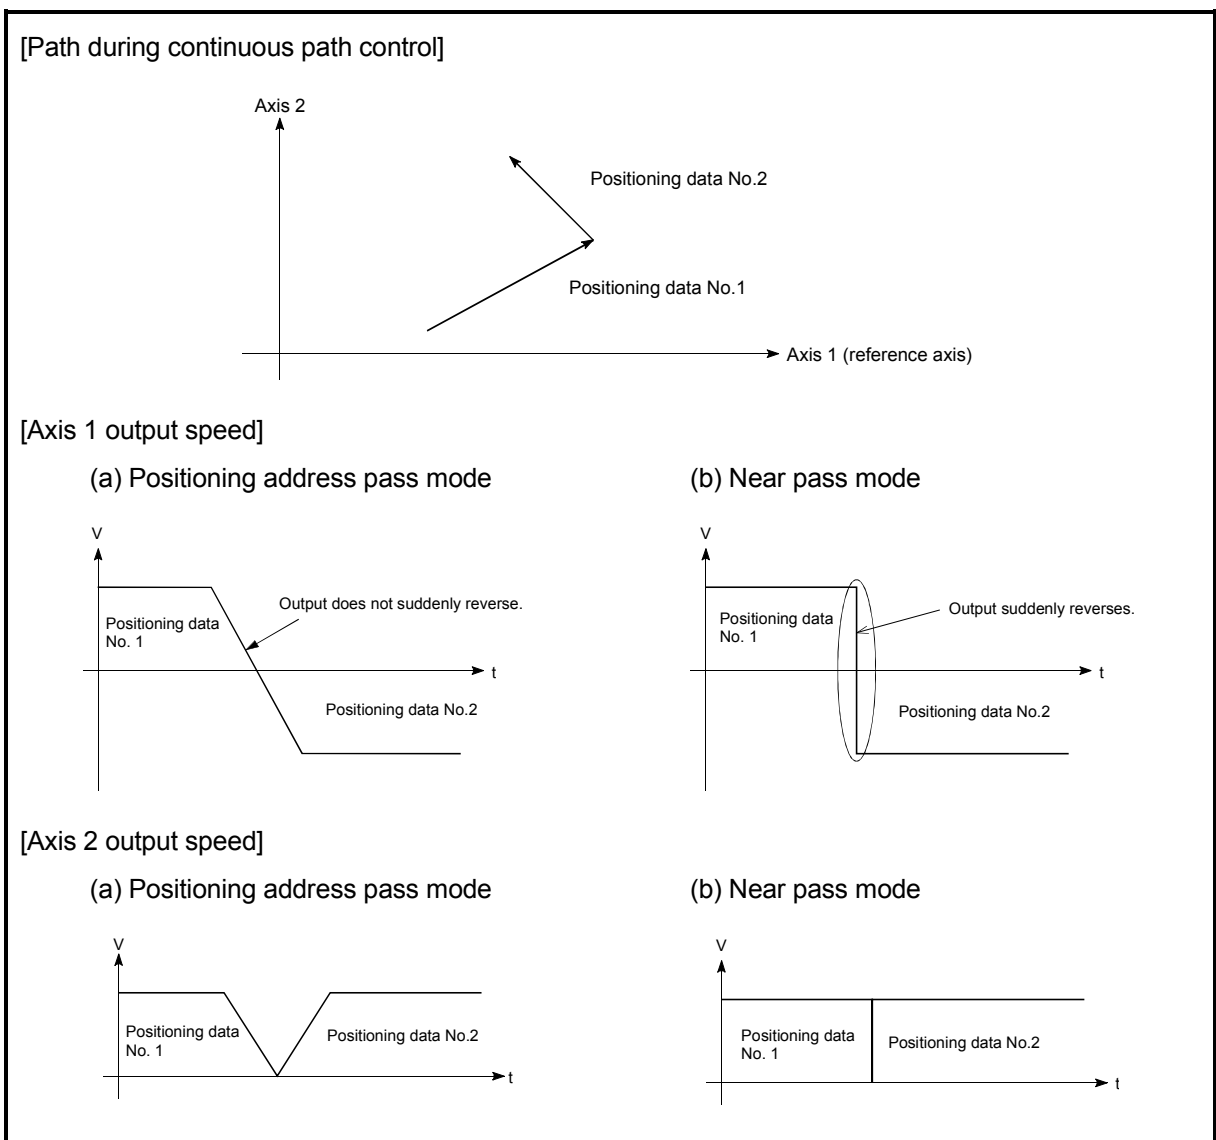 [Path during continuous path control]
Axis 2
Positioning data No.2
Positioning data No.1
Axis 1 (reference axis)
[Axis 1 output speed]
(a) Positioning address pass mode
V
Output does not suddenly reverse.
Positioning data
No. 1
t
Positioning data No.2
(b) Near pass mode
V
Output suddenly reverses.
Positioning data
No. 1
t
Positioning data No.2
[Axis 2 output speed]
(a) Positioning address pass mode
V
Positioning data
No. 1
Positioning data No.2
t
(b) Near pass mode
V
Positioning data
No. 1
Positioning data No.2
t